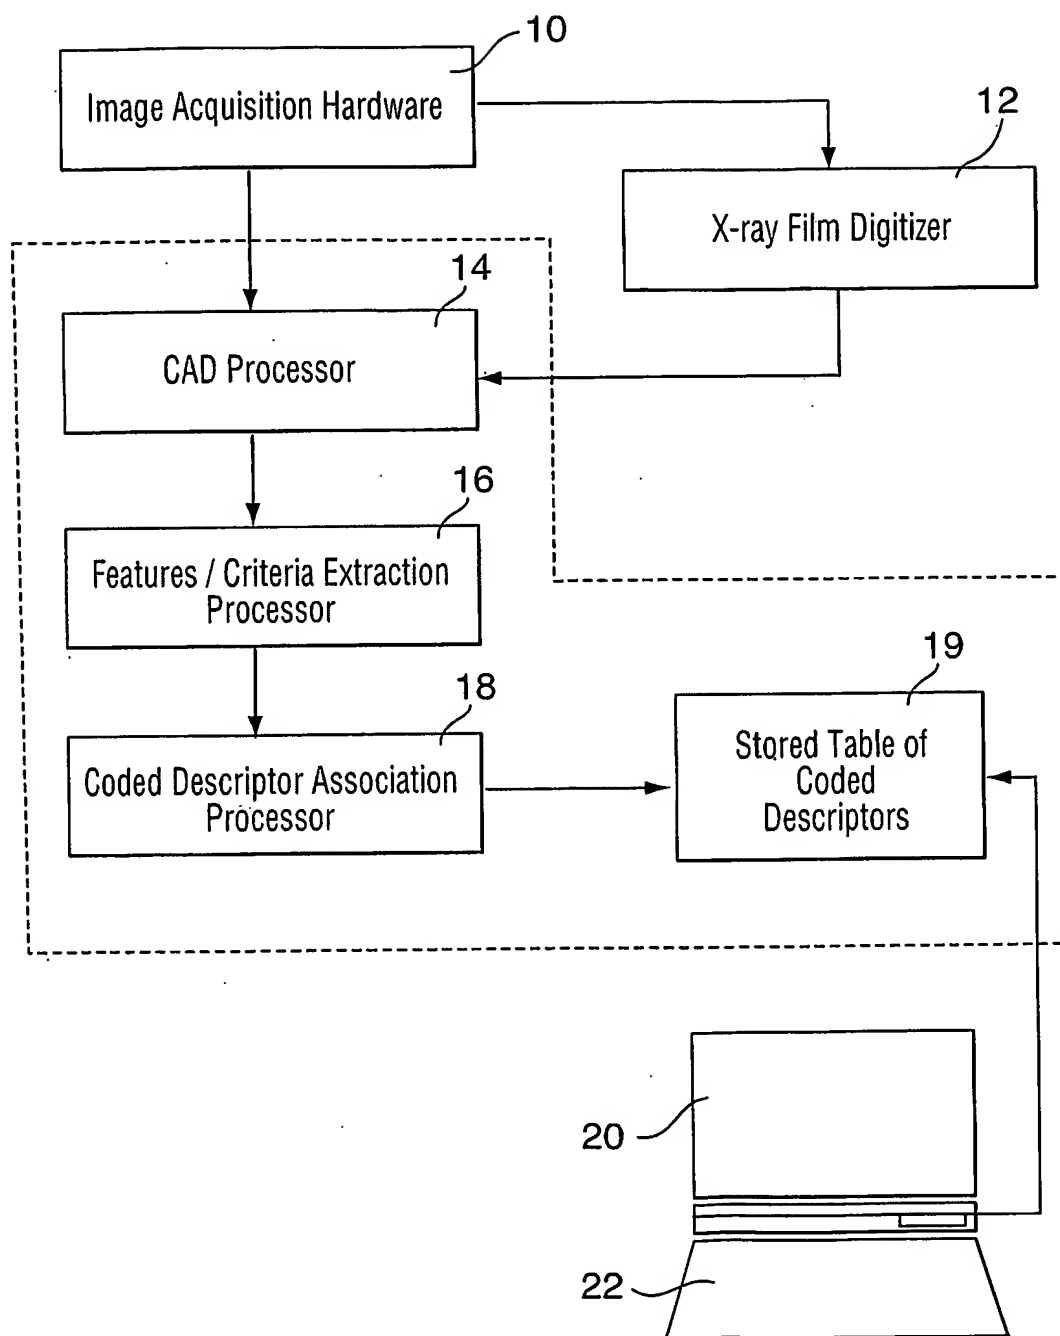 10
Image Acquisition Hardware
12
X-ray Film Digitizer
14
CAD Processor
16
Features / Criteria Extraction
Processor
18
Coded Descriptor Association
Processor
19
Stored Table of
Coded
Descriptors
20
22